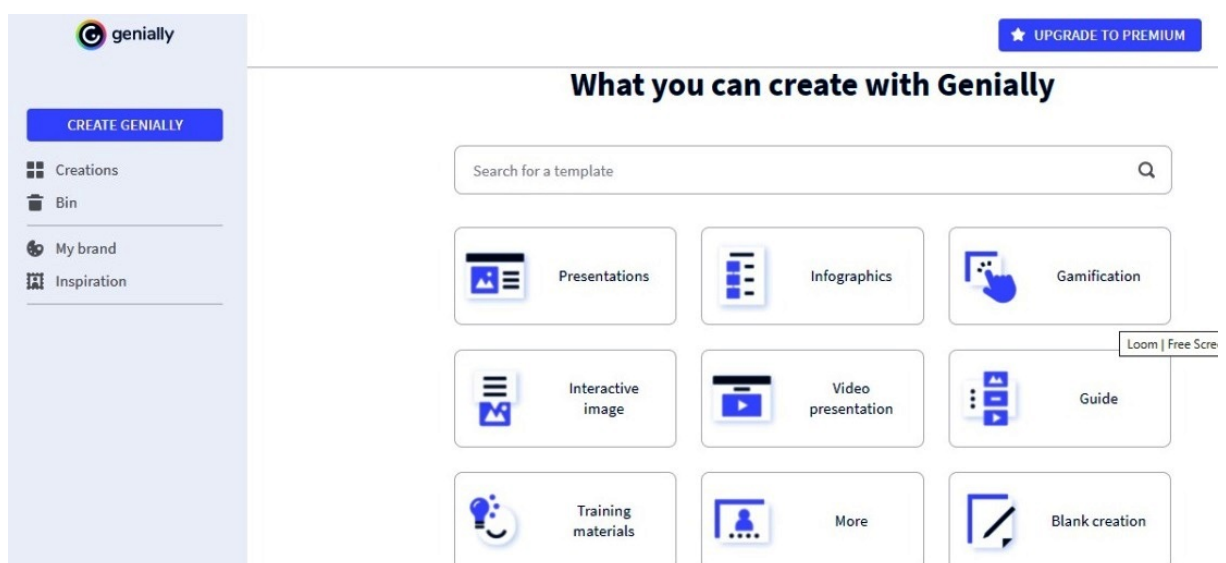 genially
UPGRADE TO PREMIUM
What you can create with Genially
CREATE GENIALLY
Creations
Bin
My brand
Inspiration
Search for a template
Presentations
Infographics
Gamification
Loom | Free Scre
Interactive
image
Video
presentation
Guide
Training
materials
More
Blank creation